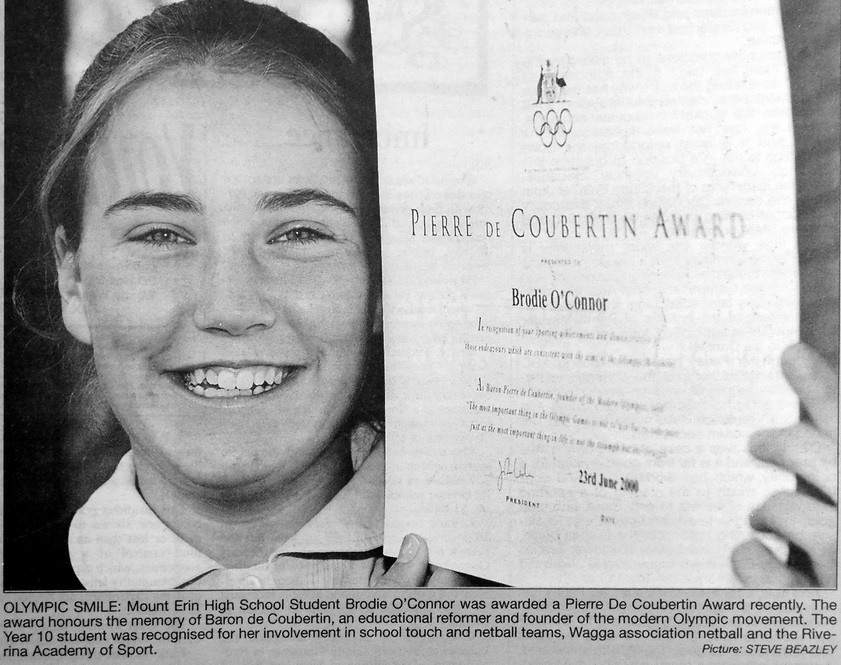 PIERRE DE COUBERTIN AWARD
PRESENTED TO
Brodie O'Connor
In recognition of your sporting achievements and demonstration of
those endeavours which are consistent with the aims of the Olympic Movement
As Baron Pierre de Coubertin, founder of the Modern Olympics, said
"The most important thing in the Olympic Games is not to win but to take part,
just as the most important thing in life is not the triumph but the struggle
23rd June 2000
PRESIDENT
DATE
OLYMPIC SMILE: Mount Erin High School Student Brodie O'Connor was awarded a Pierre De Coubertin Award recently. The
award honours the memory of Baron de Coubertin, an educational reformer and founder of the modern Olympic movement. The
Year 10 student was recognised for her involvement in school touch and netball teams, Wagga association netball and the Rive-
rina Academy of Sport.
Picture: STEVE BEAZLEY